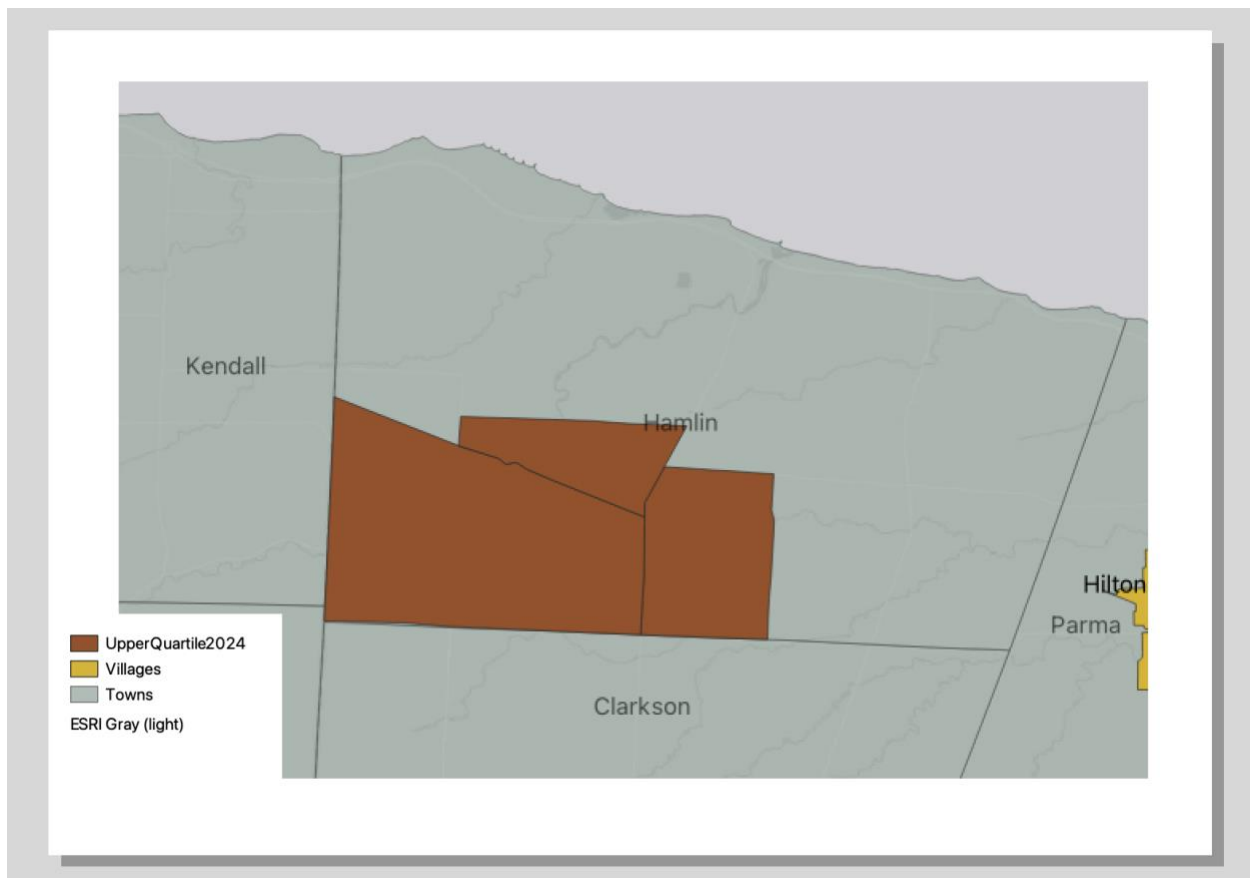 Kendall
Hamlin
Hilton
Parma
Clarkson
UpperQuartile2024
Villages
Towns
ESRI Gray (light)